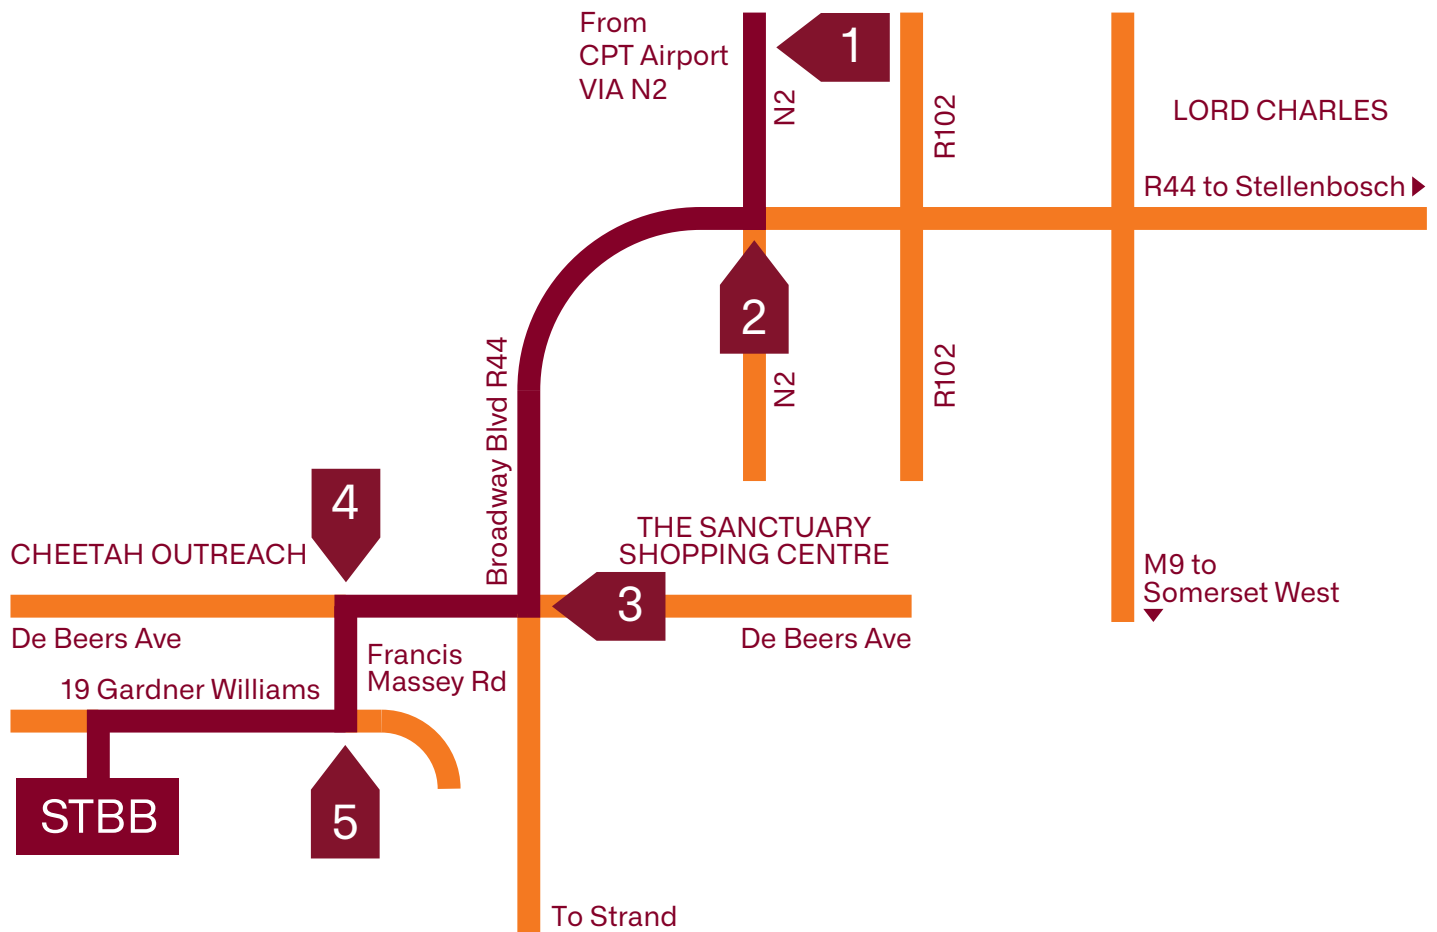 From
CPT Airport
VIA N2
1
N2
R102
LORD CHARLES
R44 to Stellenbosch
2
N2
R102
Broadway Blvd R44
4
CHEETAH OUTREACH
THE SANCTUARY
SHOPPING CENTRE
M9 to
Somerset West
3
De Beers Ave
De Beers Ave
Francis
Massey Rd
19 Gardner Williams
STBB
5
To Strand